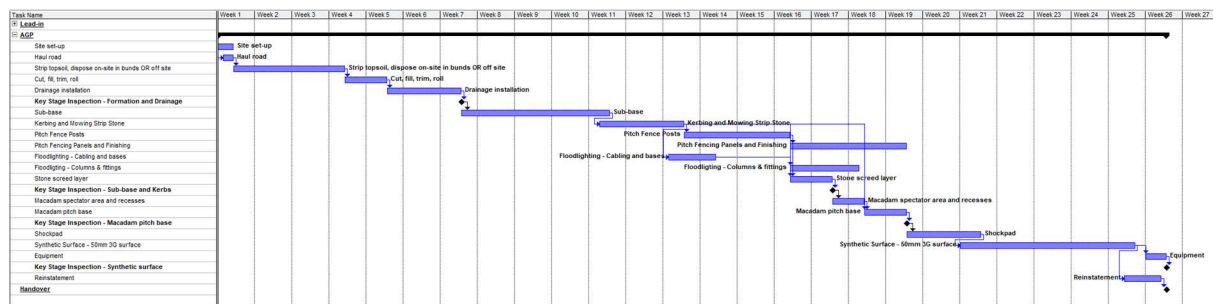 Task Name Week 1 Week 2 Week 3 Week 4 Week 5 Week 6 Week 7 Week 8 Week 9 Week 10 Week 11 Week 12 Week 13 Week 14 Week 15 Week 16 Week 17 Week 18 Week 19 Week 20 Week 21 Week 22 Week 23 Week 24 Week 25 Week 26 Week 27
Lead-in
AGP
Site set-up Site set-up
Haul road Haul road
Strip topsoil, dispose on-site in bunds OR off site Strip topsoil, dispose on-site in bunds OR off site
Cut, fill, trim, roll Cut, fill, trim, roll
Drainage installation Drainage installation
Key Stage Inspection - Formation and Drainage
Sub-base Sub-base
Kerbing and Mowing Strip Stone Kerbing and Mowing Strip Stone
Pitch Fence Posts Pitch Fence Posts
Pitch Fencing Panels and Finishing Pitch Fencing Panels and Finishing
Floodlighting - Cabling and bases Floodlighting - Cabling and bases
Floodligting - Columns & fittings Floodligting - Columns & fittings
Stone screed layer Stone screed layer
Key Stage Inspection - Sub-base and Kerbs
Macadam spectator area and recesses Macadam spectator area and recesses
Macadam pitch base Macadam pitch base
Key Stage Inspection - Macadam pitch base
Shockpad Shockpad
Synthetic Surface - 50mm 3G surface Synthetic Surface - 50mm 3G surface
Equipment Equipment
Key Stage Inspection - Synthetic surface
Reinstatement Reinstatement
Handover